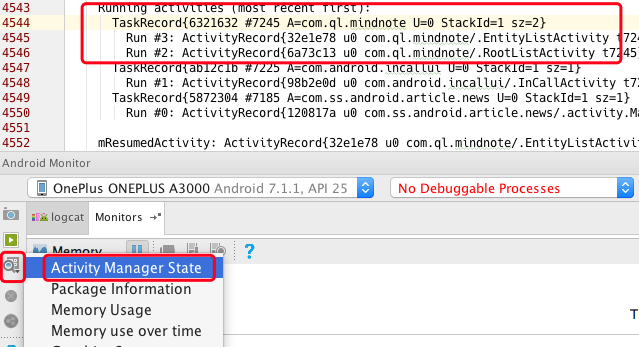 4543 Running activities (most recent first):
4544 TaskRecord{6321632 #7245 A=com.ql.mindnote U=0 StackId=1 sz=2}
4545 Run #3: ActivityRecord{32e1e78 u0 com.ql.mindnote/.EntityListActivity t724
4546 Run #2: ActivityRecord{6a73c13 u0 com.ql.mindnote/.RootListActivity t7245}
4547 TaskRecord{ab12c1b #7225 A=com.android.incallui U=0 StackId=1 sz=1}
4548 Run #1: ActivityRecord{98b2e0d u0 com.android.incallui/.InCallActivity t72
4549 TaskRecord{5872304 #7185 A=com.ss.android.article.news U=0 StackId=1 sz=1}
4550 Run #0: ActivityRecord{120817a u0 com.ss.android.article.news/.activity.Ma
4551
4552 mResumedActivity: ActivityRecord{32e1e78 u0 com.ql.mindnote/.EntityListActivi
Android Monitor
OnePlus ONEPLUS A3000 Android 7.1.1, API 25
No Debuggable Processes
logcat Monitors
Memory ?
Activity Manager State
Package Information
T
Memory Usage
Memory use over time